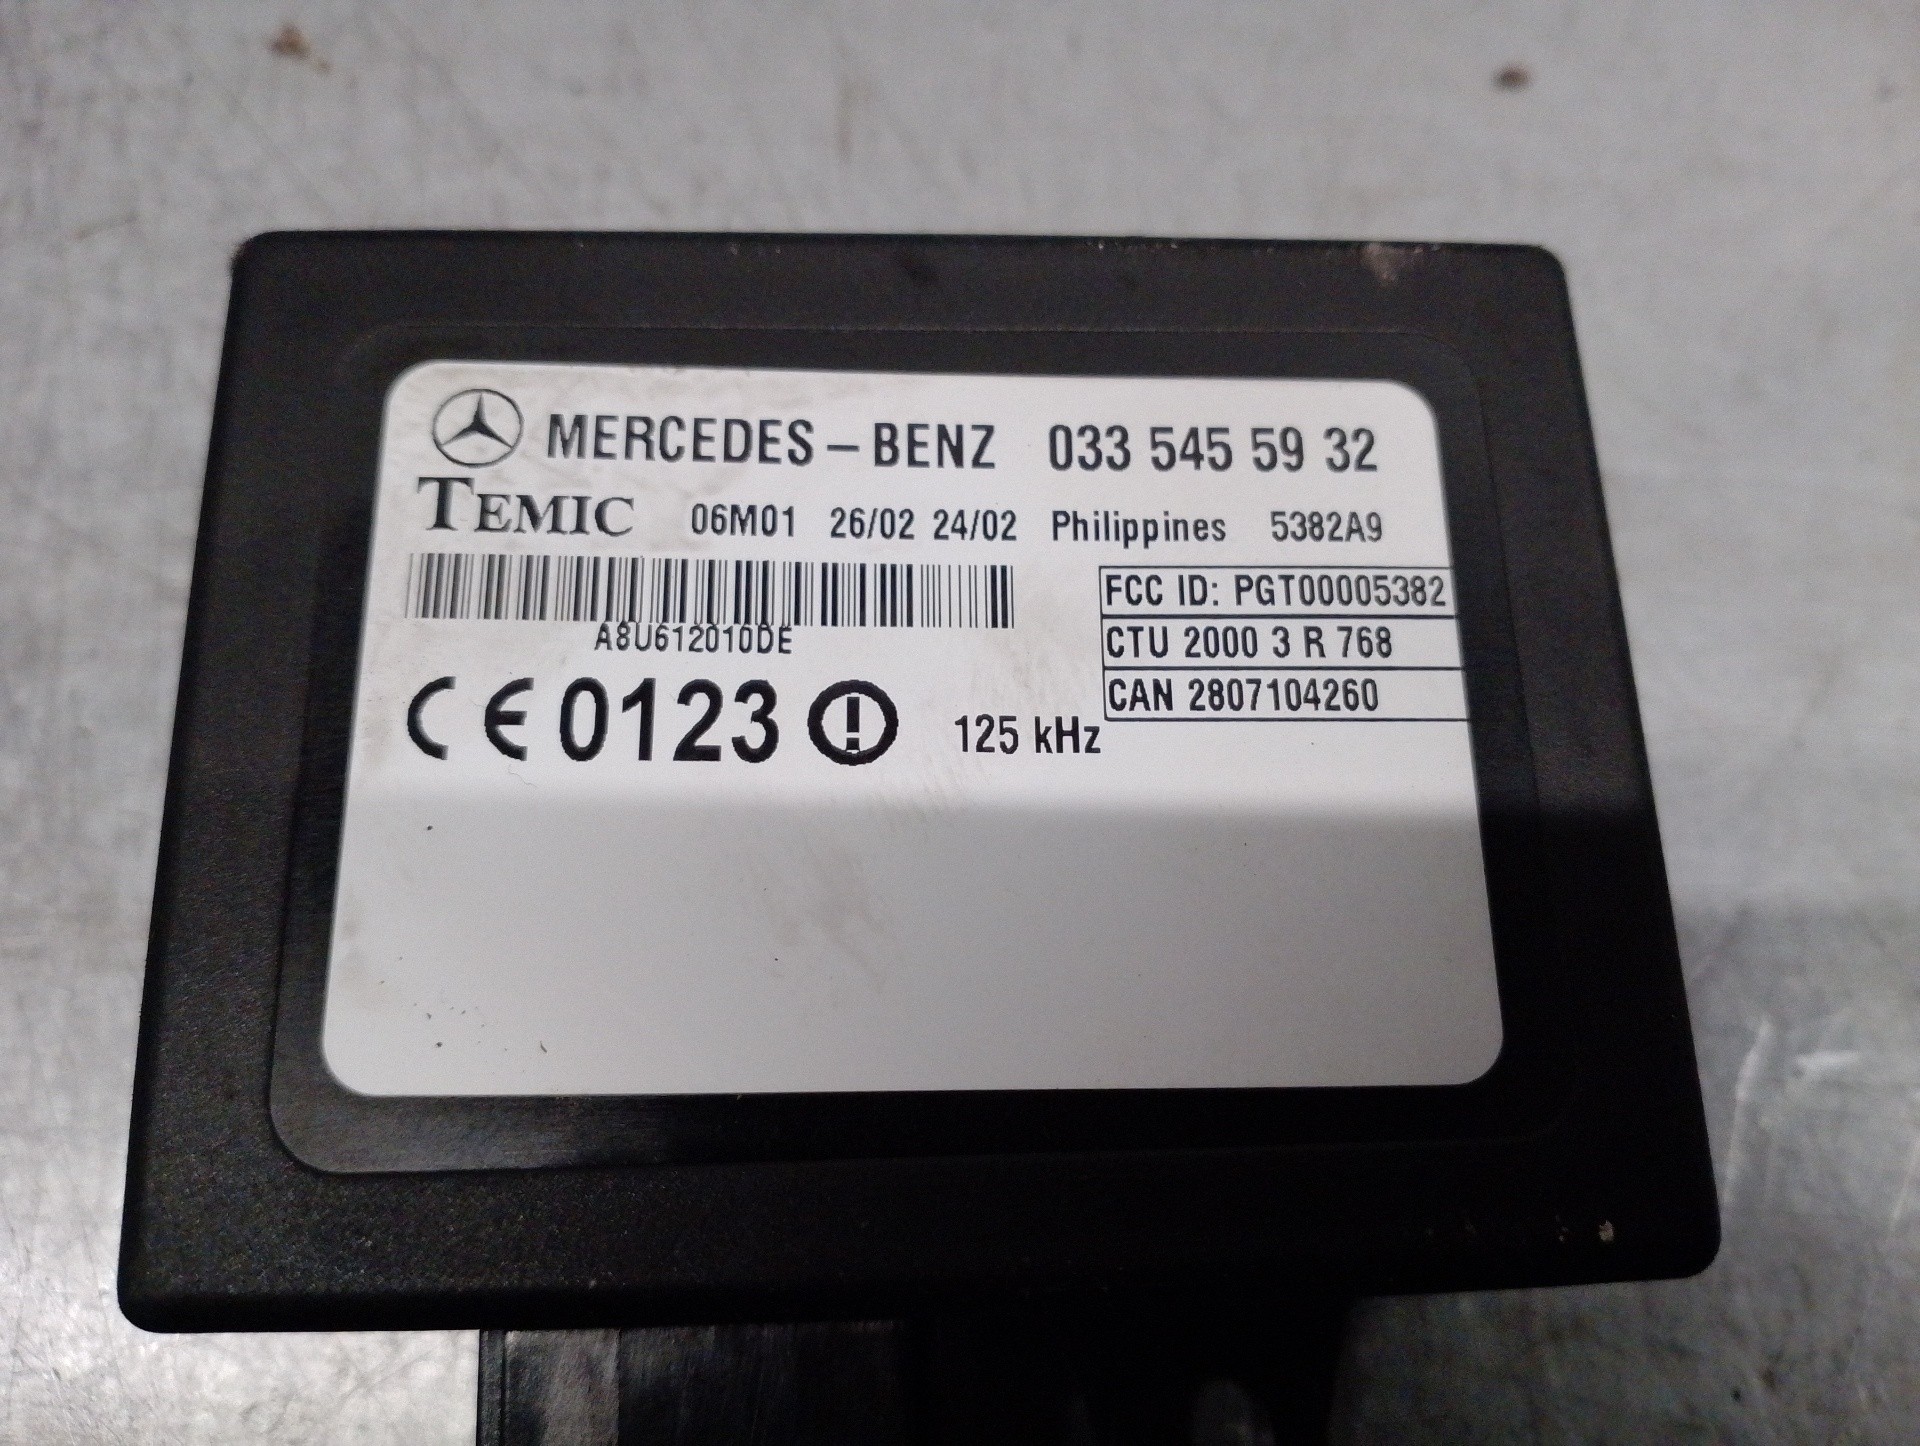 MERCEDES-BENZ 033 545 59 32
TEMIC 06M01 26/02 24/02 Philippines 5382A9
A8U612010DE
FCC ID: PGT00005382
CTU 2000 3 R 768
CAN 2807104260
CE 0123 ! 125 kHz